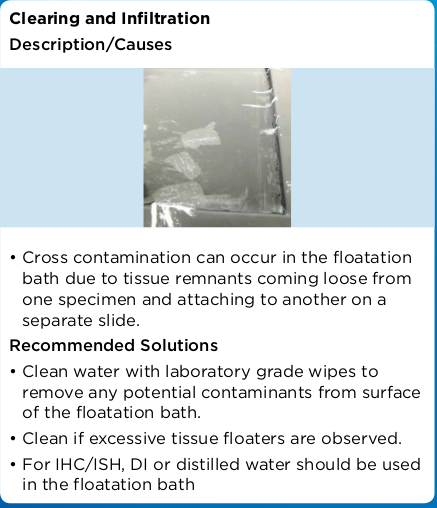 Clearing and Infiltration
Description/Causes
• Cross contamination can occur in the floatation
bath due to tissue remnants coming loose from
one specimen and attaching to another on a
separate slide.
Recommended Solutions
• Clean water with laboratory grade wipes to
remove any potential contaminants from surface
of the floatation bath.
• Clean if excessive tissue floaters are observed.
• For IHC/ISH, DI or distilled water should be used
in the floatation bath